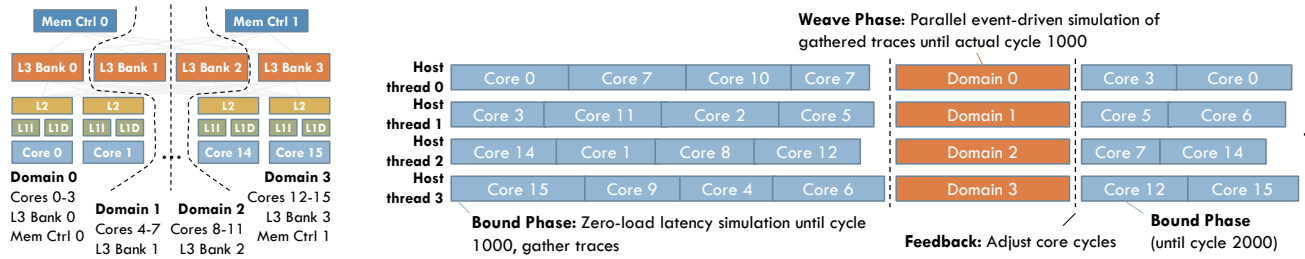 Mem Ctrl 0
Mem Ctrl 1
L3 Bank 0
L3 Bank 1
L3 Bank 2
L3 Bank 3
L2
L2
L2
L2
L1I
L1D
L1I
L1D
L1I
L1D
L1I
L1D
Core 0
Core 1
...
Core 14
Core 15
Domain 0
Cores 0-3
L3 Bank 0
Mem Ctrl 0
Domain 1
Cores 4-7
L3 Bank 1
Domain 2
Cores 8-11
L3 Bank 2
Domain 3
Cores 12-15
L3 Bank 3
Mem Ctrl 1
Weave Phase: Parallel event-driven simulation of
gathered traces until actual cycle 1000
Host
thread 0
Core 0
Core 7
Core 10
Core 7
Domain 0
Core 3
Core 0
Host
thread 1
Core 3
Core 11
Core 2
Core 5
Domain 1
Core 5
Core 6
Host
thread 2
Core 14
Core 1
Core 8
Core 12
Domain 2
Core 7
Core 14
Host
thread 3
Core 15
Core 9
Core 4
Core 6
Domain 3
Core 12
Core 15
Bound Phase: Zero-load latency simulation until cycle
1000, gather traces
Feedback: Adjust core cycles
Bound Phase
(until cycle 2000)